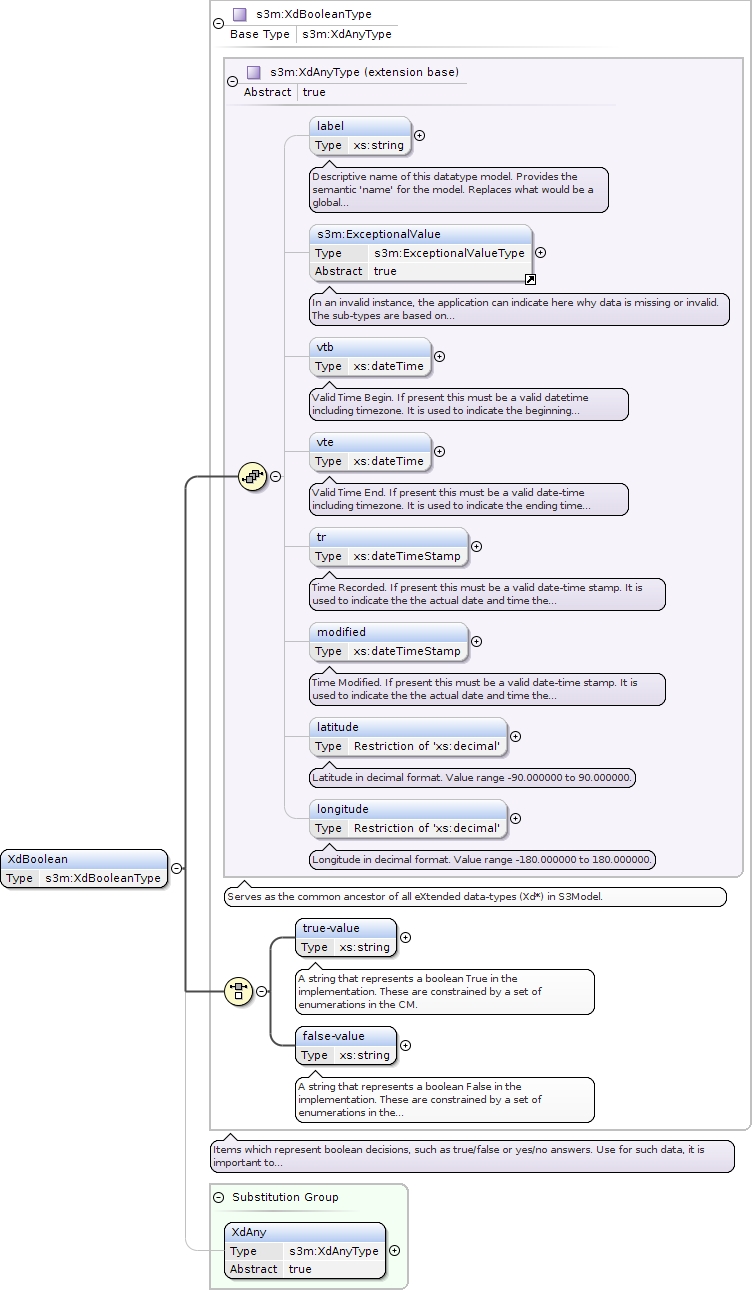 s3m:XdBooleanType
Base Type s3m:XdAnyType
s3m:XdAnyType (extension base)
Abstract true
label
Type xs:string
Descriptive name of this datatype model. Provides the
semantic 'name' for the model. Replaces what would be a
global...
s3m:ExceptionalValue
Type s3m:ExceptionalValueType
Abstract true
In an invalid instance, the application can indicate here why data is missing or invalid.
The sub-types are based on...
vtb
Type xs:dateTime
Valid Time Begin. If present this must be a valid datetime
including timezone. It is used to indicate the beginning...
vte
Type xs:dateTime
Valid Time End. If present this must be a valid date-time
including timezone. It is used to indicate the ending time...
tr
Type xs:dateTimeStamp
Time Recorded. If present this must be a valid date-time stamp. It is
used to indicate the the actual date and time the...
modified
Type xs:dateTimeStamp
Time Modified. If present this must be a valid date-time stamp. It is
used to indicate the the actual date and time the...
latitude
Type Restriction of 'xs:decimal'
Latitude in decimal format. Value range -90.000000 to 90.000000.
longitude
Type Restriction of 'xs:decimal'
Longitude in decimal format. Value range -180.000000 to 180.000000.
XdBoolean
Type s3m:XdBooleanType
Serves as the common ancestor of all eXtended data-types (Xd*) in S3Model.
true-value
Type xs:string
A string that represents a boolean True in the
implementation. These are constrained by a set of
enumerations in the CM.
false-value
Type xs:string
A string that represents a boolean False in the
implementation. These are constrained by a set of
enumerations in the...
Items which represent boolean decisions, such as true/false or yes/no answers. Use for such data, it is
important to...
Substitution Group
XdAny
Type s3m:XdAnyType
Abstract true